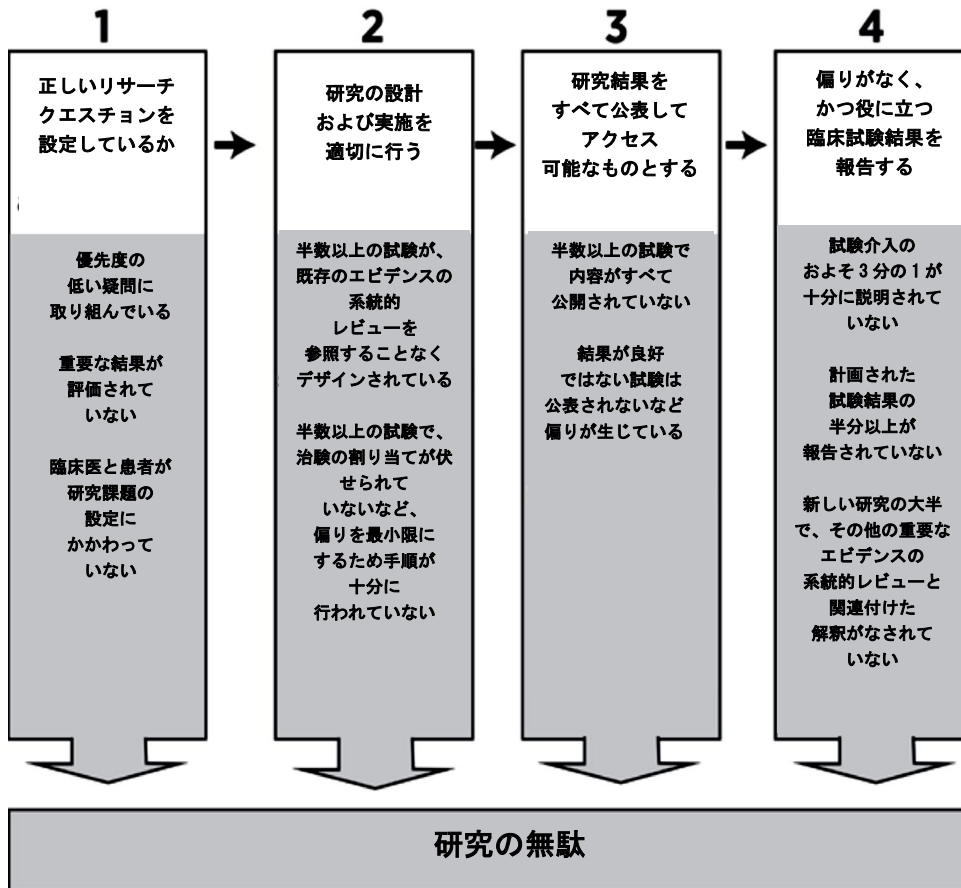 1
正しいリサーチ
クエスチョンを
設定しているか
優先度の
低い疑問に
取り組んでいる
重要な結果が
評価されて
いない
臨床医と患者が
研究課題の
設定に
かかわって
いない
2
研究の設計
および実施を
適切に行う
半数以上の試験が、
既存のエビデンスの
系統的
レビューを
参照することなく
デザインされている
半数以上の試験で、
治験の割り当てが伏
せられて
いないなど、
偏りを最小限に
するため手順が
十分に
行われていない
3
研究結果を
すべて公表して
アクセス
可能なものとする
半数以上の試験で
内容がすべて
公開されていない
結果が良好
ではない試験は
公表されないなど
偏りが生じている
4
偏りがなく、
かつ役に立つ
臨床試験結果を
報告する
試験介入の
およそ3分の1が
十分に説明されて
いない
計画された
試験結果の
半分以上が
報告されていない
新しい研究の大半
で、その他の重要な
エビデンスの
系統的レビューと
関連付けた
解釈がなされて
いない
研究の無駄